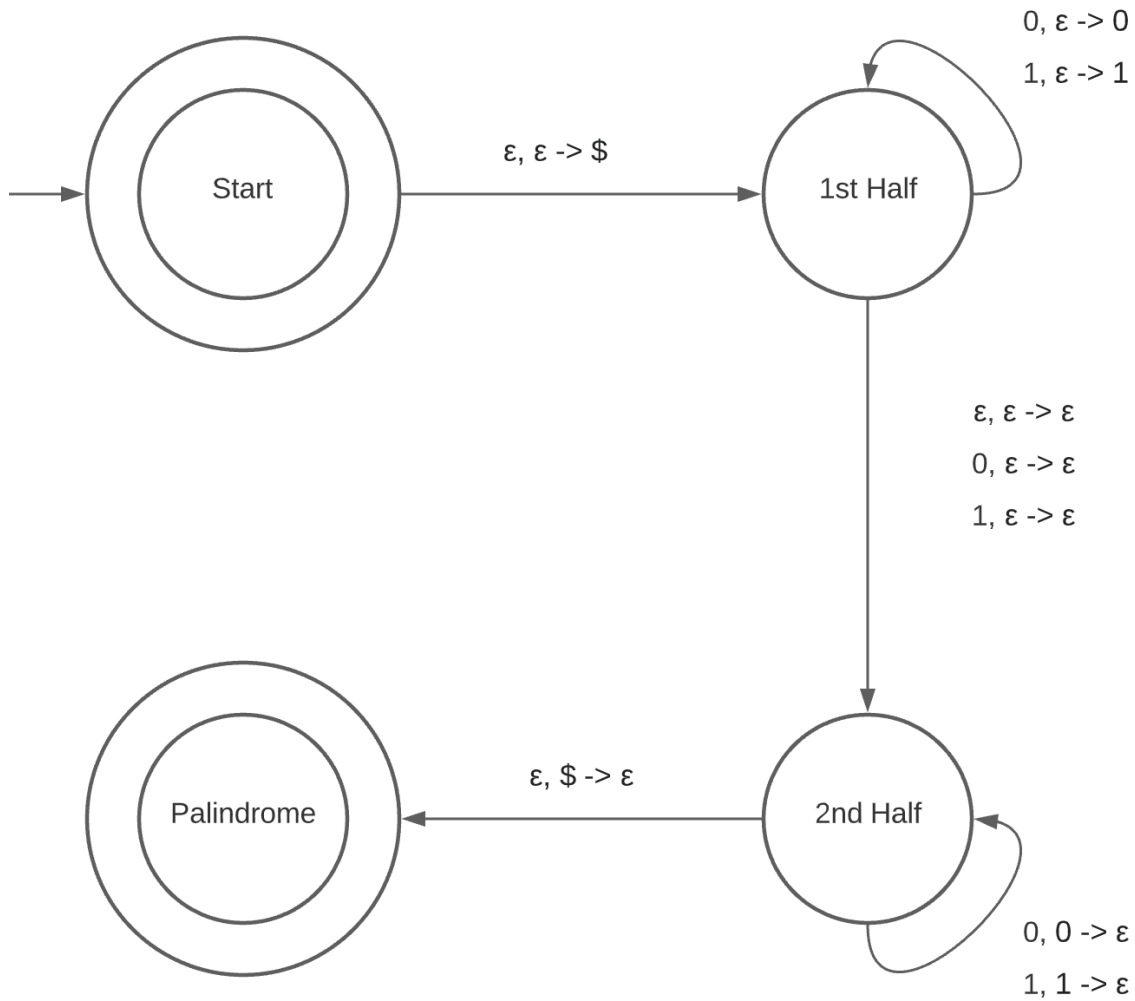 0, ε -> 0
1, ε -> 1
ε, ε -> $
Start
1st Half
ε, ε -> ε
0, ε -> ε
1, ε -> ε
ε, $ -> ε
Palindrome
2nd Half
0, 0 -> ε
1, 1 -> ε